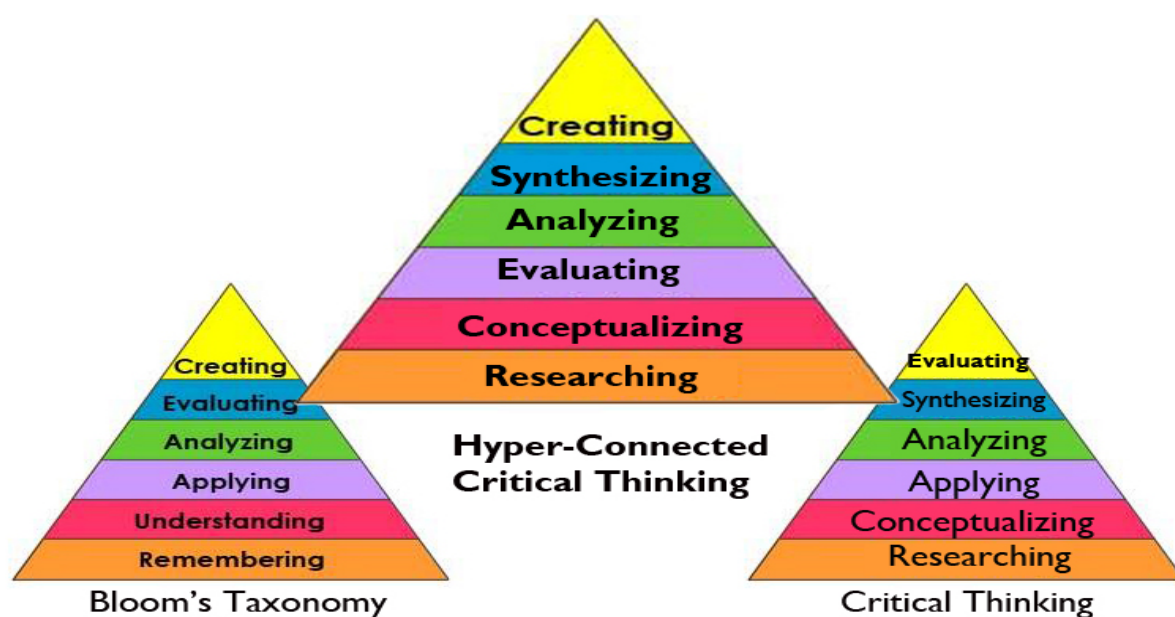 Creating
Synthesizing
Analyzing
Evaluating
Conceptualizing
Researching
Hyper-Connected
Critical Thinking
Creating
Evaluating
Analyzing
Applying
Understanding
Remembering
Bloom's Taxonomy
Evaluating
Synthesizing
Analyzing
Applying
Conceptualizing
Researching
Critical Thinking